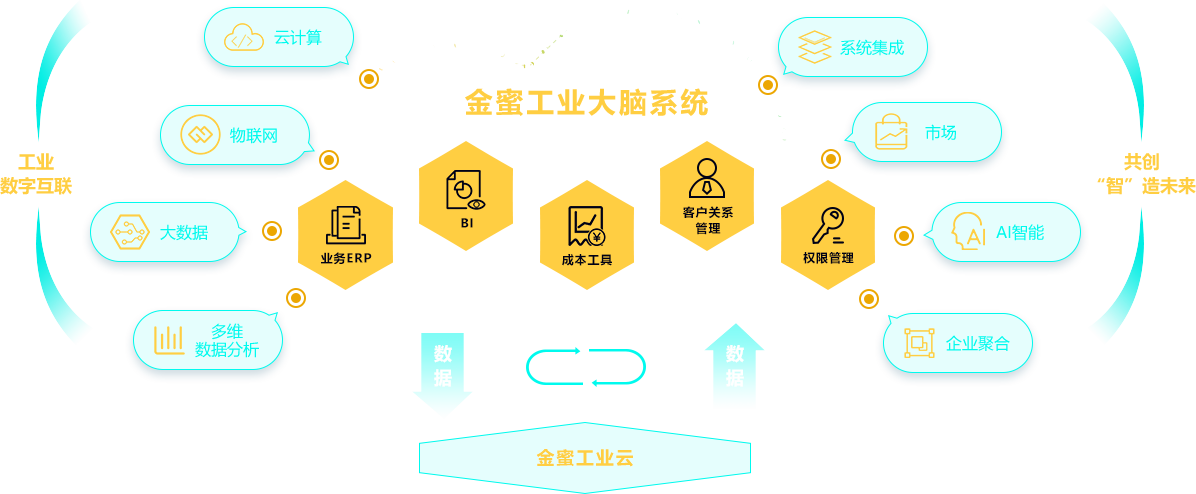 云计算
系统集成
金蜜工业大脑系统
物联网
市场
工业
数字互联
共创
“智”造未来
大数据
AI智能
业务ERP
BI
成本工具
客户关系
管理
权限管理
多维
数据分析
企业聚合
数
据
数
据
金蜜工业云